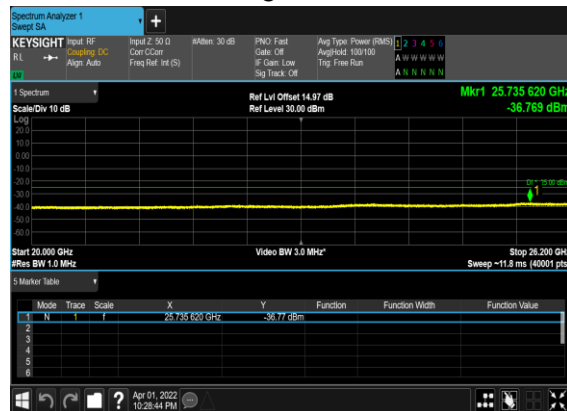 Spectrum Analyzer 1
Swept SA
KEYSIGHT
RL
LXI
Input: RF
Coupling: DC
Align: Auto
Input Z: 50 Ω
Corr CCorr
Freq Ref: Int (S)
#Atten: 30 dB
PNO: Fast
Gate: Off
IF Gain: Low
Sig Track: Off
Avg Type: Power (RMS)
Avg|Hold: 100/100
Trig: Free Run
1 2 3 4 5 6
A W W W W W
A N N N N N
1 Spectrum
Scale/Div 10 dB
Ref Lvl Offset 14.97 dB
Ref Level 30.00 dBm
Mkr1 25.735 620 GHz
-36.769 dBm
Log
20.0
10.0
0.00
-10.0
-20.0
-30.0
-40.0
-50.0
-60.0
1
Start 20.000 GHz
#Res BW 1.0 MHz
Video BW 3.0 MHz*
Stop 26.200 GHz
Sweep ~11.8 ms (40001 pts
5 Marker Table
Mode Trace Scale X Y Function Function Width Function Value
1 N 1 f 25.735 620 GHz -36.77 dBm
2
3
4
5
6
?
Apr 01, 2022
10:28:44 PM